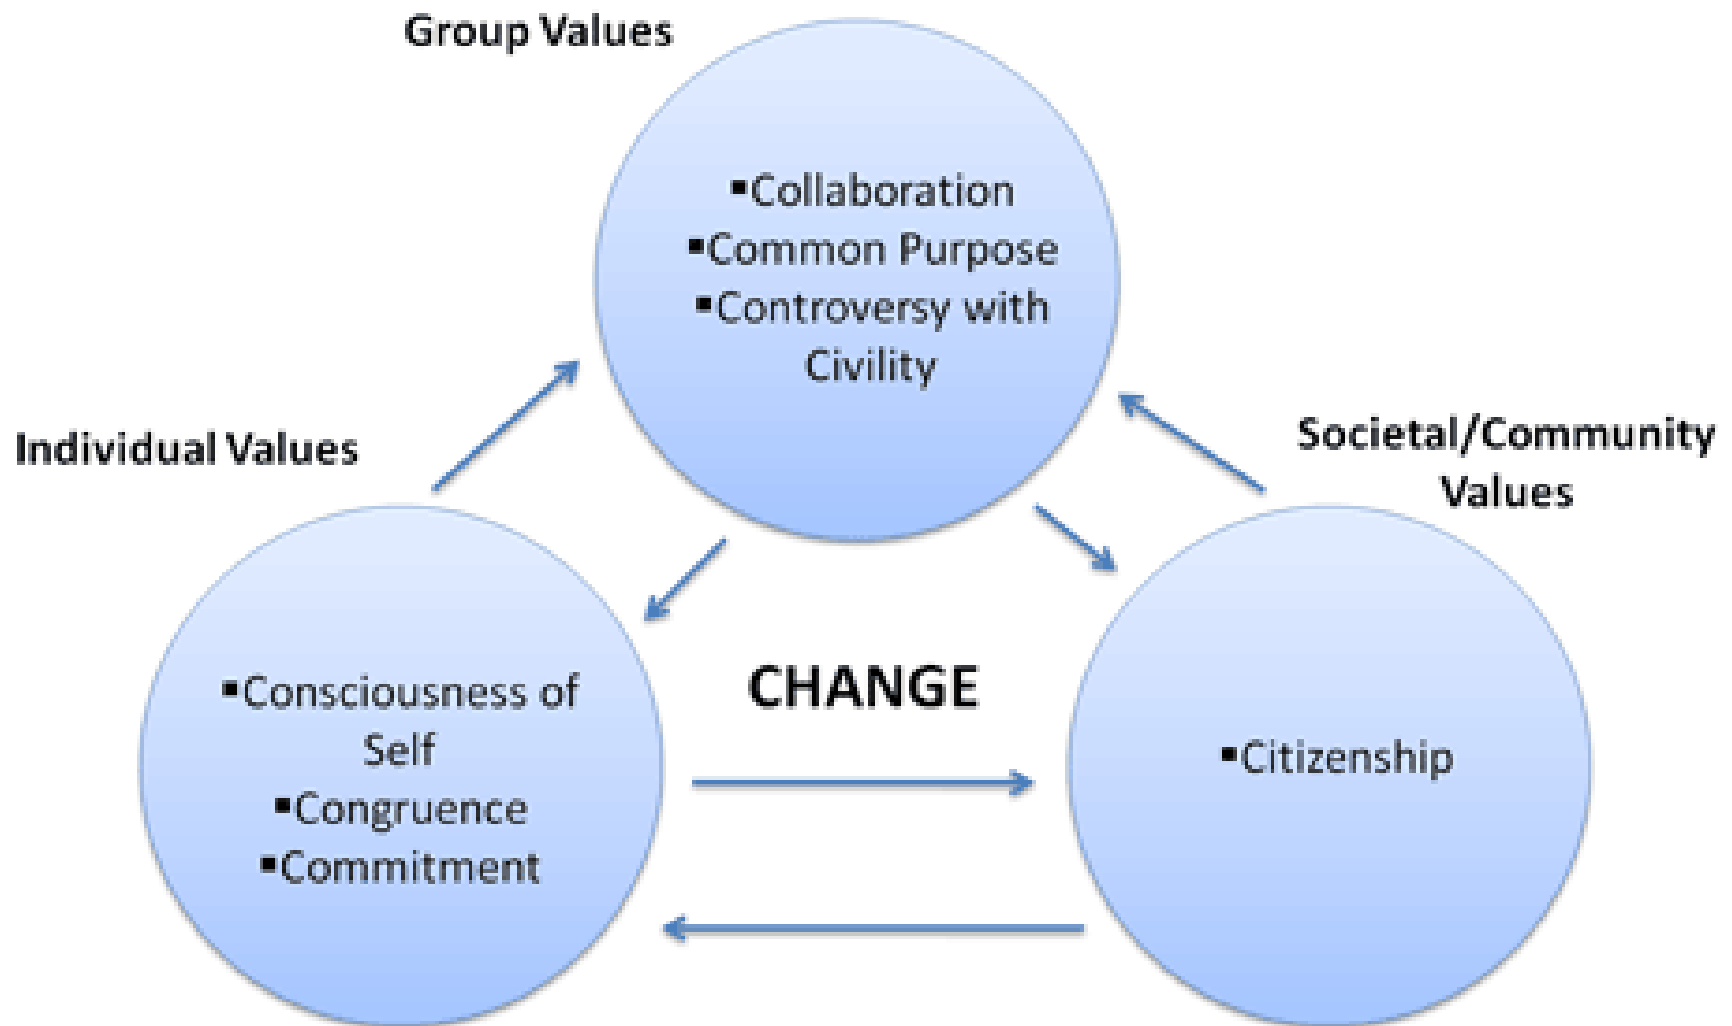 Group Values
▪Collaboration
▪Common Purpose
▪Controversy with
Civility
Individual Values
Societal/Community
Values
▪Consciousness of
Self
▪Congruence
▪Commitment
CHANGE
▪Citizenship